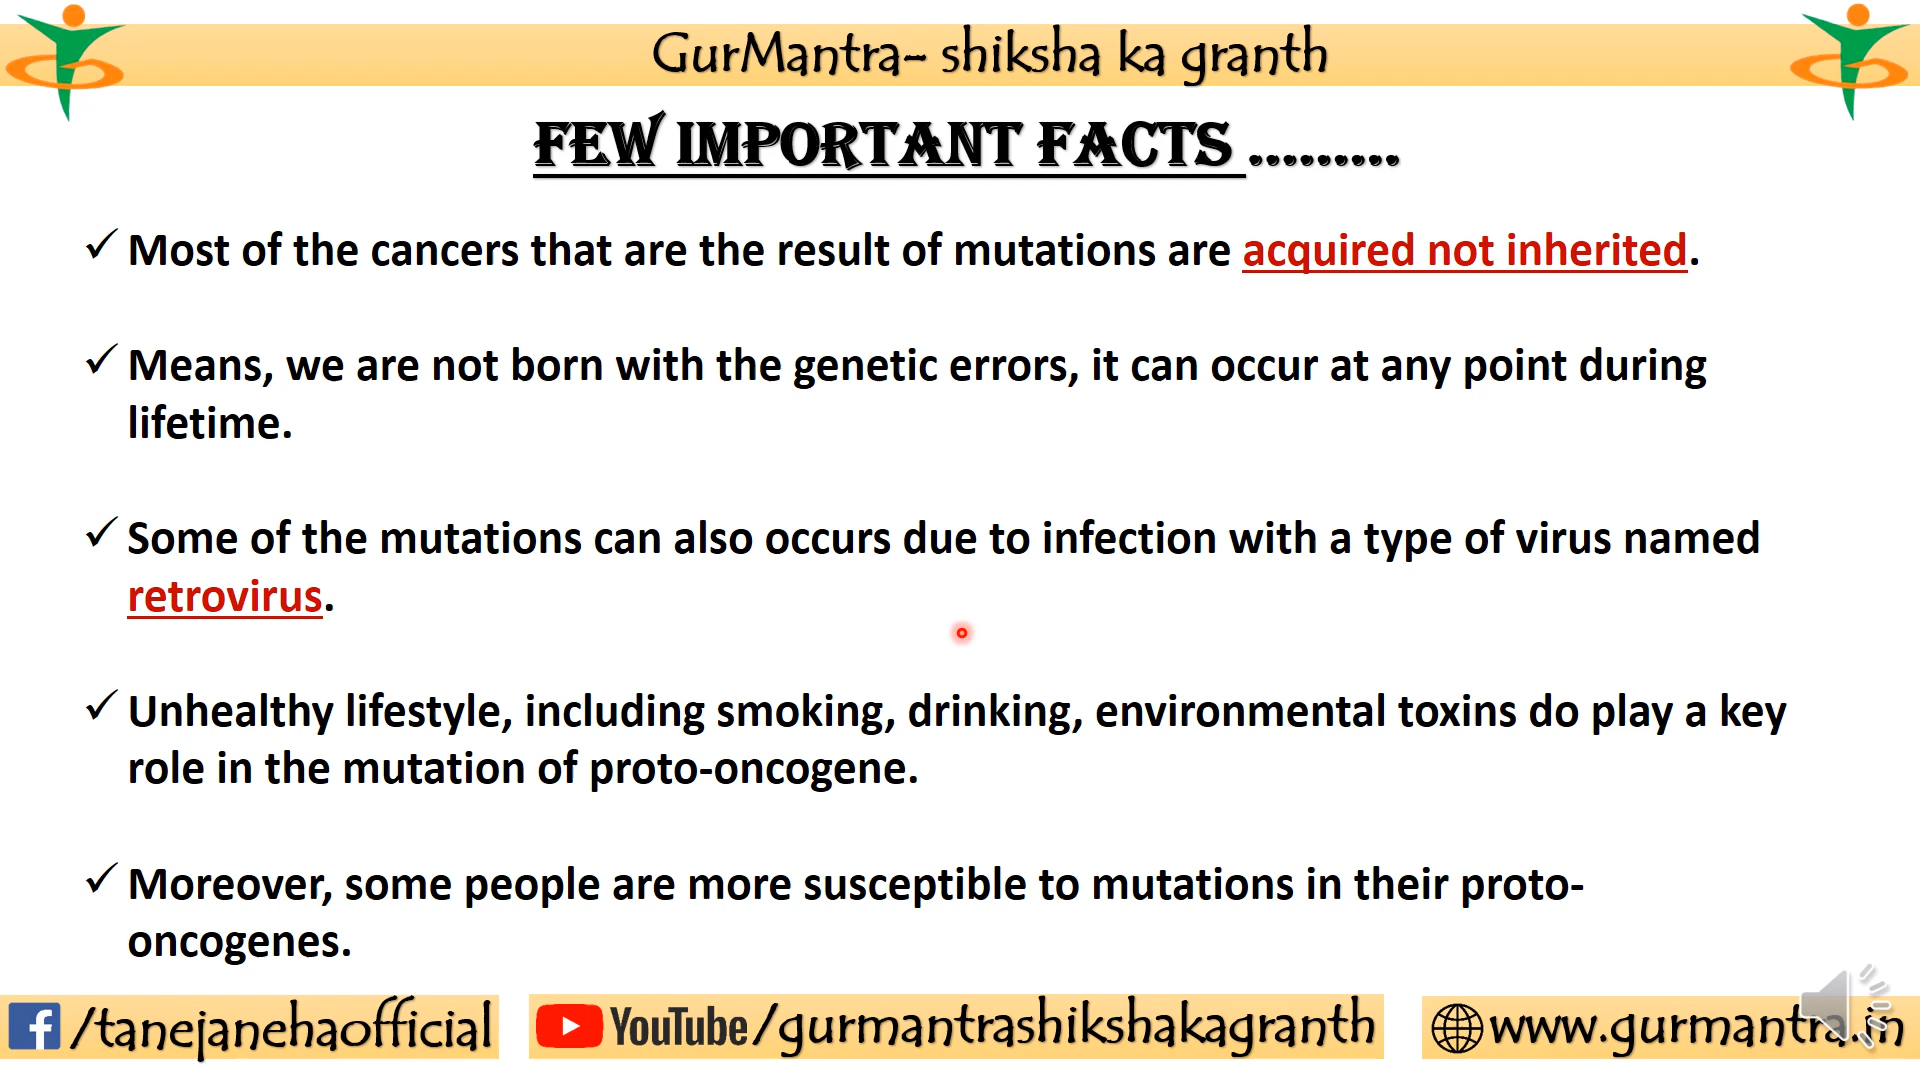 GurMantra- shiksha ka granth
FEW IMPORTANT FACTS .........
✓ Most of the cancers that are the result of mutations are acquired not inherited.
✓ Means, we are not born with the genetic errors, it can occur at any point during
lifetime.
✓ Some of the mutations can also occurs due to infection with a type of virus named
retrovirus.
✓ Unhealthy lifestyle, including smoking, drinking, environmental toxins do play a key
role in the mutation of proto-oncogene.
✓ Moreover, some people are more susceptible to mutations in their proto-
oncogenes.
/tanejanehaofficial
YouTube/gurmantrashikshakagranth
www.gurmantra.in